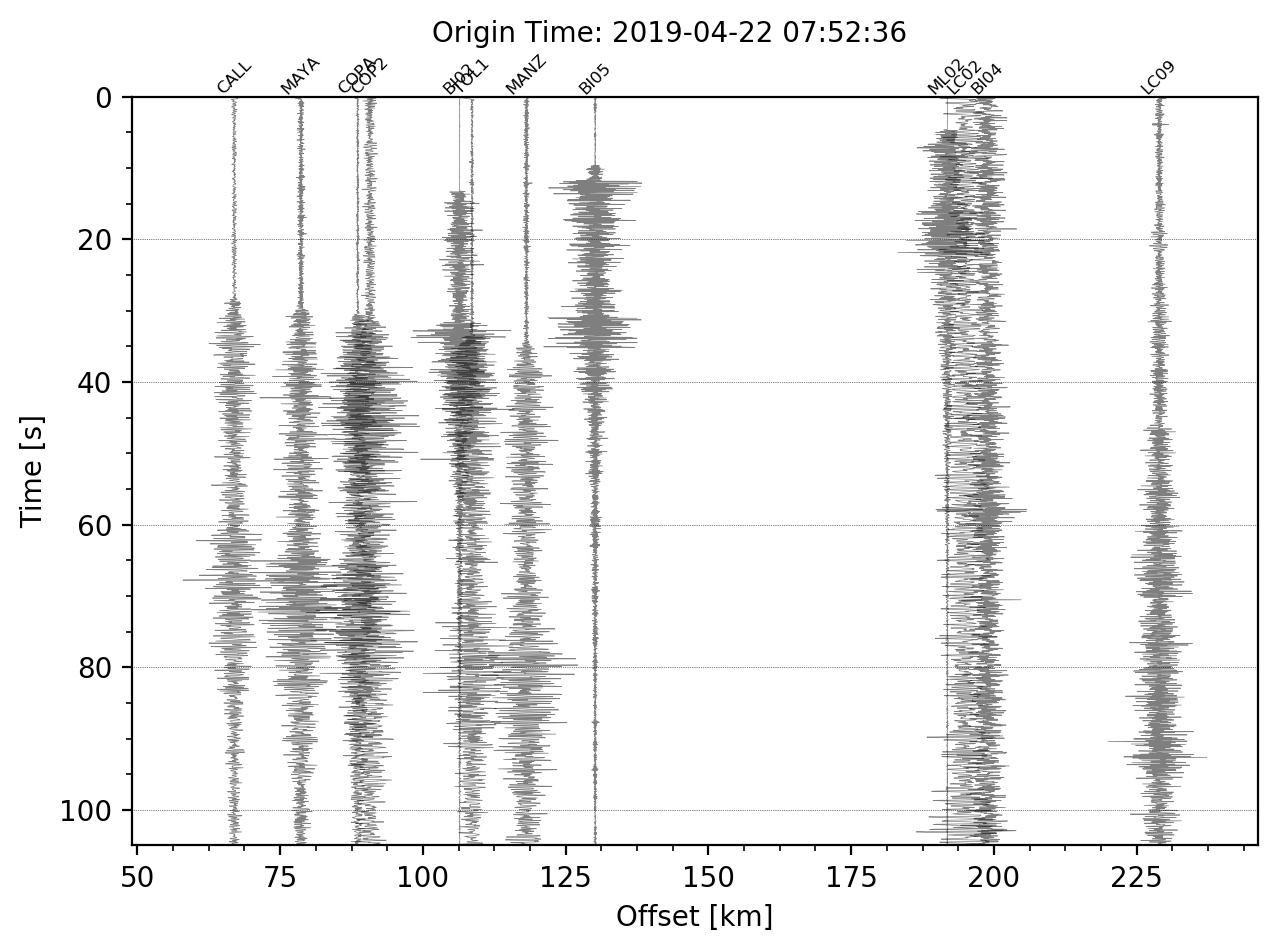 Origin Time: 2019-04-22 07:52:36
CALL MAYA COPA COP2 BI02 TOL1 MANZ BI05 ML02 LC02 BI04 LC09
0
20
40
60
80
100
Time [s]
50 75 100 125 150 175 200 225
Offset [km]